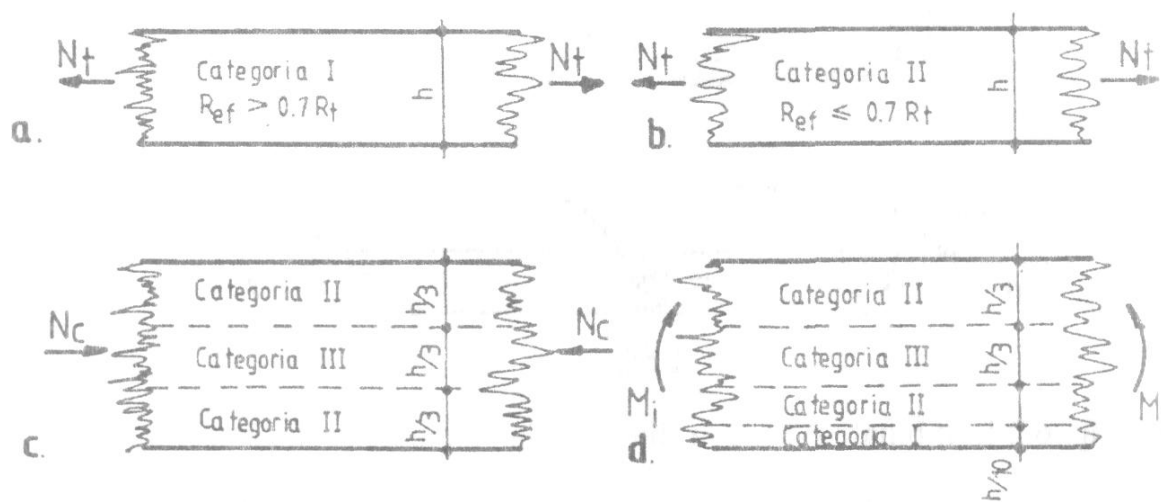 Nt
Categoria I
Ref > 0.7 Rt
h
Nt
a.
Nt
Categoria II
Ref ≤ 0.7 Rt
h
Nt
b.
Nc
Categoria II
h/3
Categoria III
h/3
Categoria II
h/3
Nc
c.
Mi
Categoria II
h/3
Categoria III
h/3
Categoria II
Categoria I
h/10
M
d.